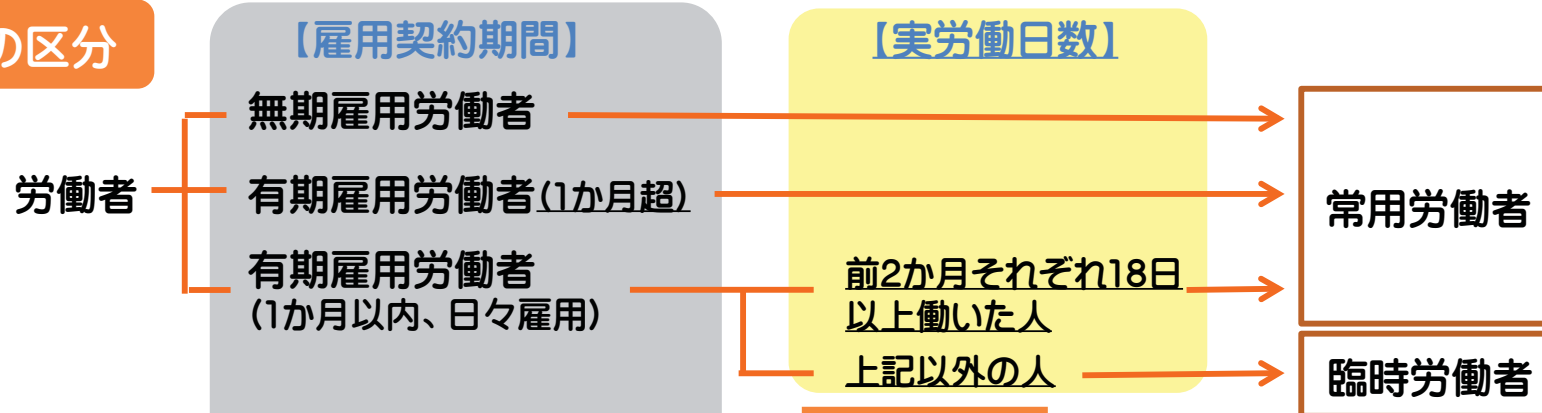 の区分
【雇用契約期間】
【実労働日数】
無期雇用労働者
労働者
有期雇用労働者(1か月超)
常用労働者
有期雇用労働者
(1か月以内、日々雇用)
前2か月それぞれ18日
以上働いた人
上記以外の人
臨時労働者